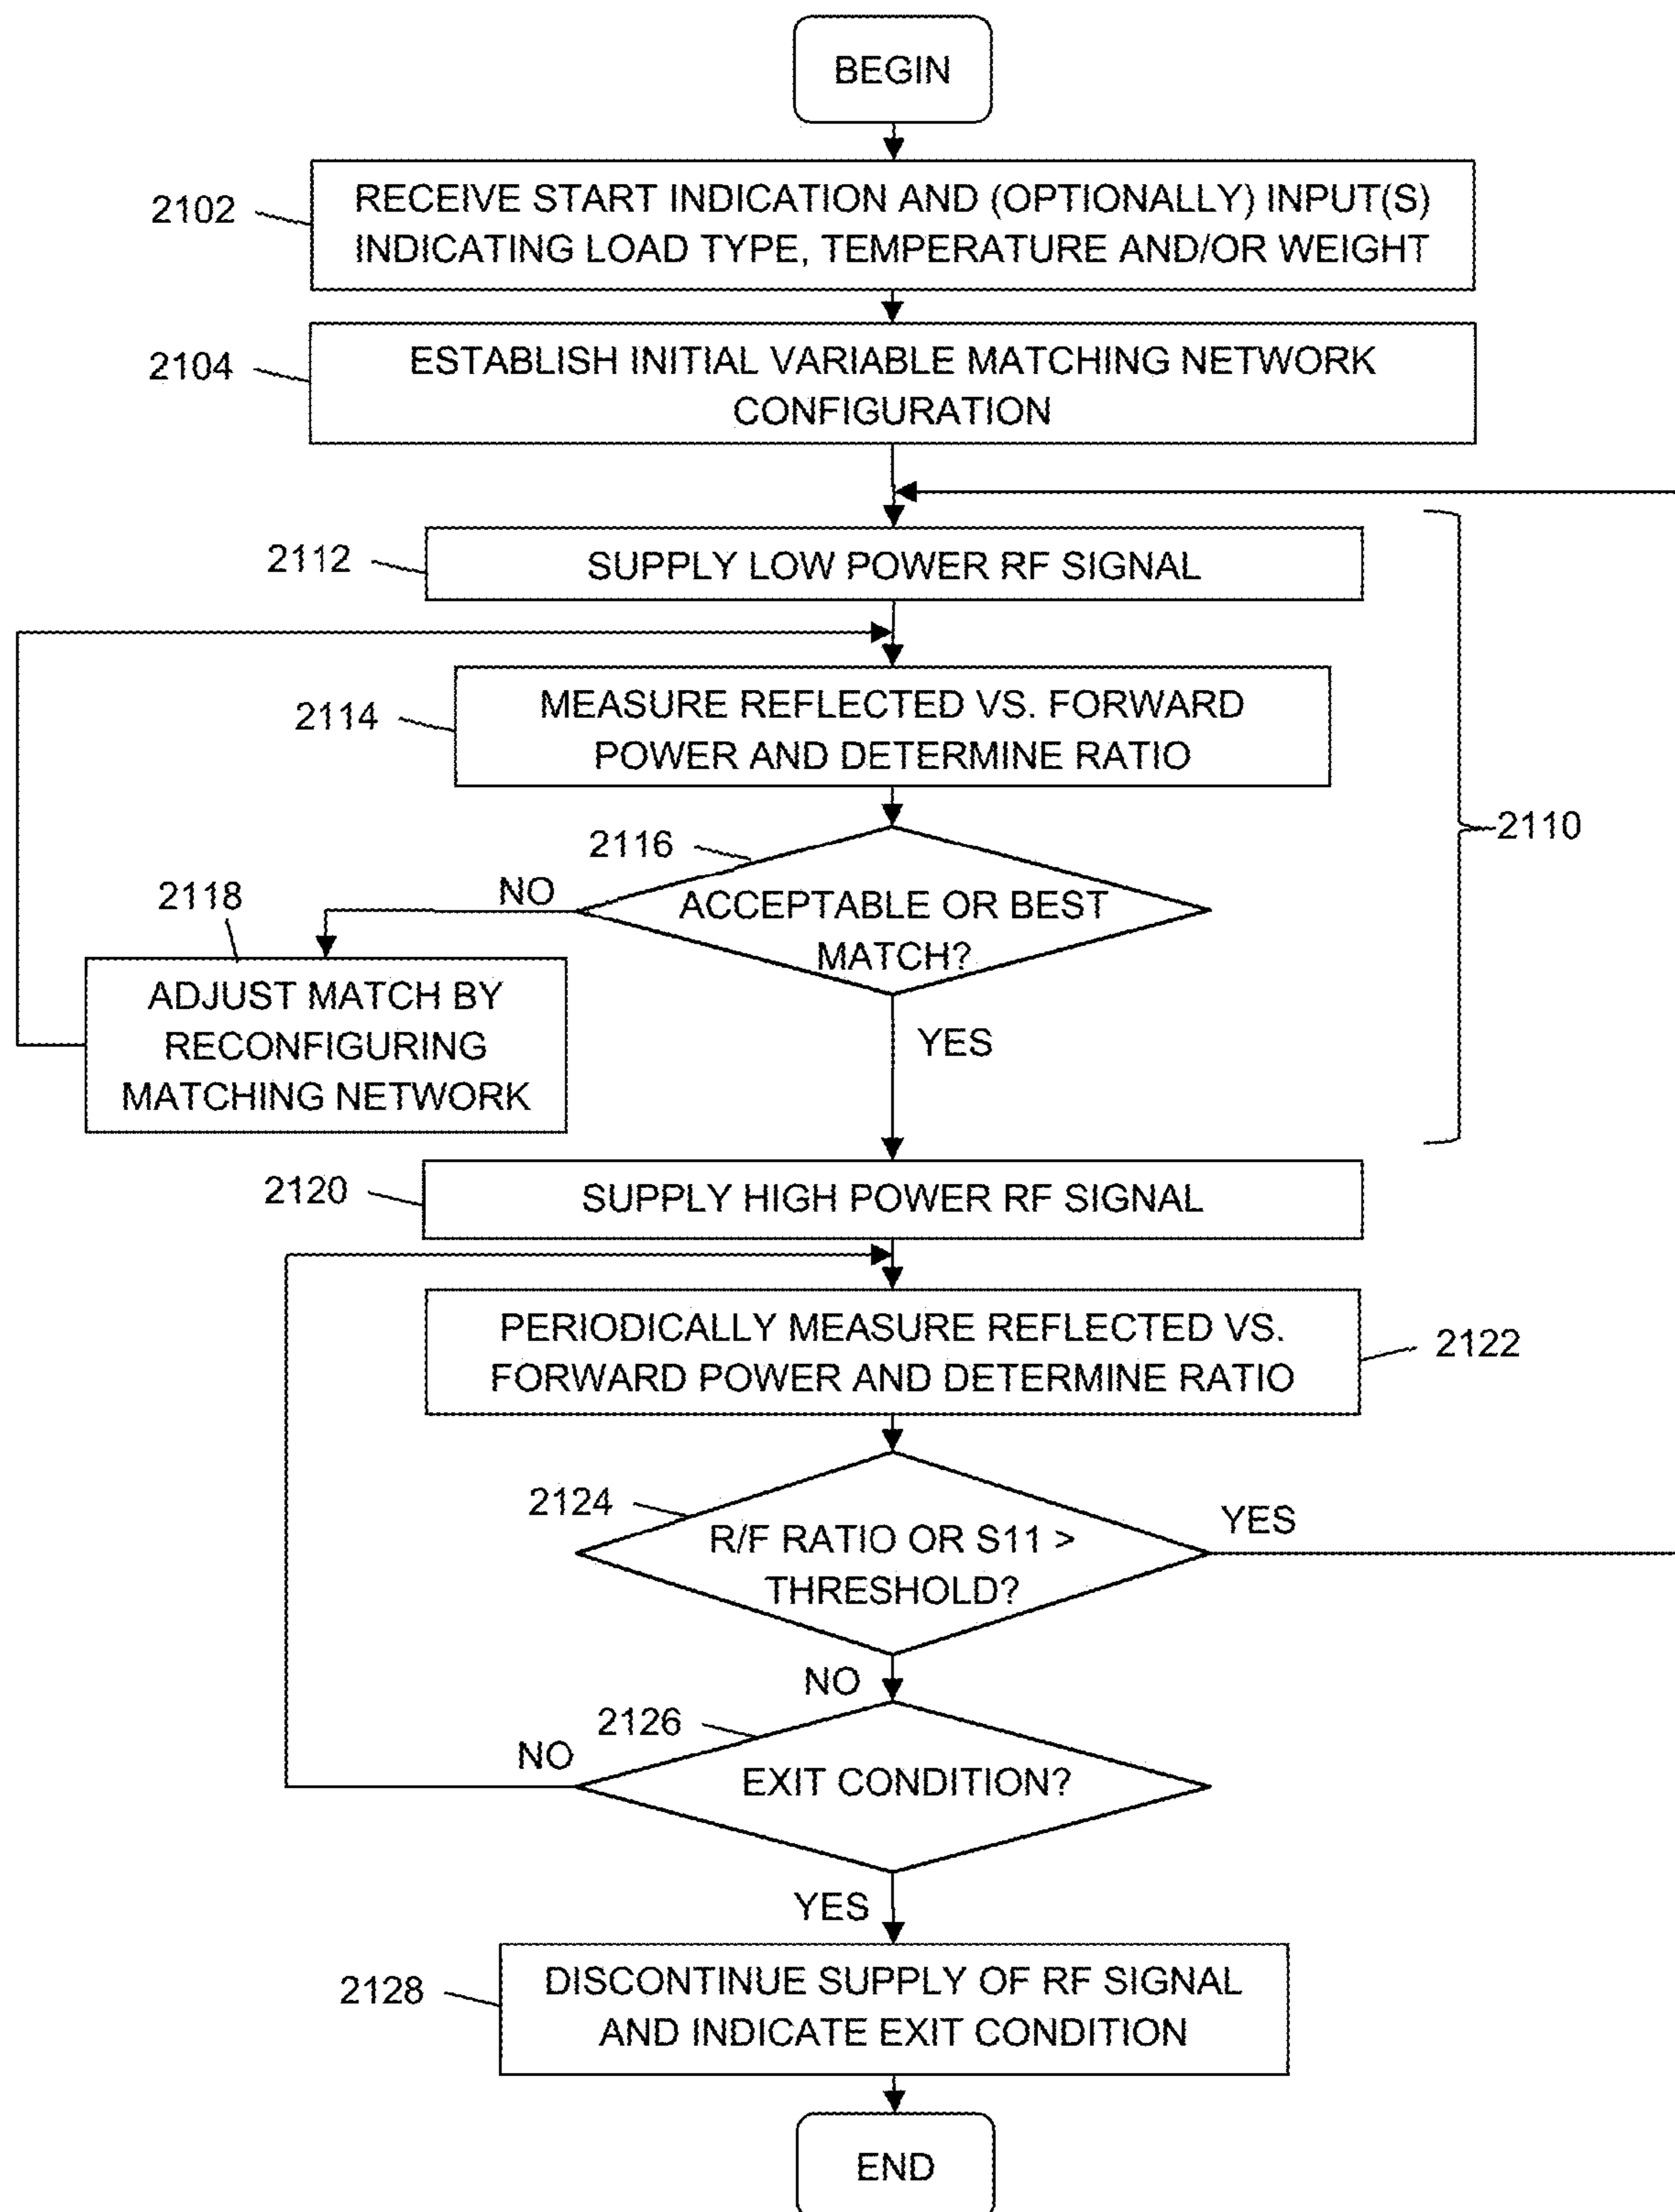 BEGIN
2102
RECEIVE START INDICATION AND (OPTIONALLY) INPUT(S)
INDICATING LOAD TYPE, TEMPERATURE AND/OR WEIGHT
2104
ESTABLISH INITIAL VARIABLE MATCHING NETWORK
CONFIGURATION
2112
SUPPLY LOW POWER RF SIGNAL
2114
MEASURE REFLECTED VS. FORWARD
POWER AND DETERMINE RATIO
2110
2116
ACCEPTABLE OR BEST
MATCH?
NO
2118
ADJUST MATCH BY
RECONFIGURING
MATCHING NETWORK
YES
2120
SUPPLY HIGH POWER RF SIGNAL
PERIODICALLY MEASURE REFLECTED VS.
FORWARD POWER AND DETERMINE RATIO
2122
2124
R/F RATIO OR S11 >
THRESHOLD?
YES
NO
2126
NO
EXIT CONDITION?
YES
2128
DISCONTINUE SUPPLY OF RF SIGNAL
AND INDICATE EXIT CONDITION
END